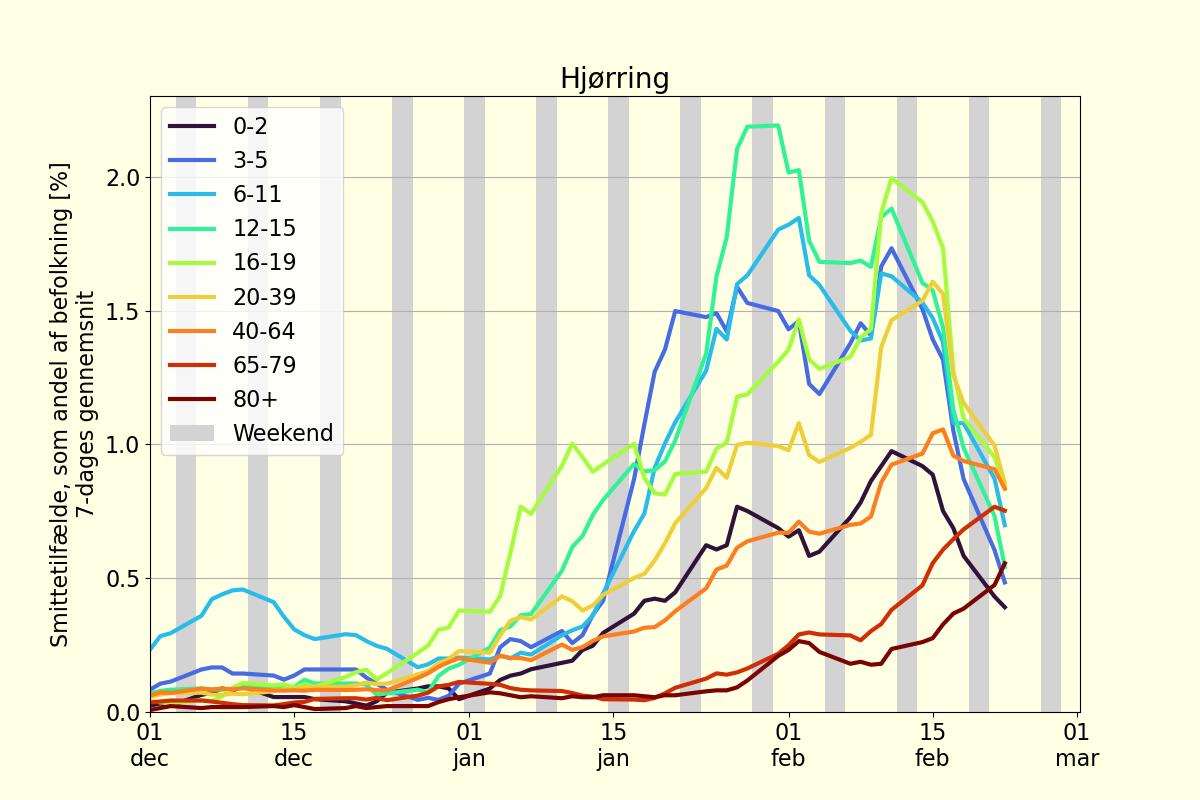 Hjørring
Smittetilfælde, som andel af befolkning [%]
7-dages gennemsnit
2.0
1.5
1.0
0.5
0.0
0-2
3-5
6-11
12-15
16-19
20-39
40-64
65-79
80+
Weekend
01 15 01 15 01 15 01
dec dec jan jan feb feb mar